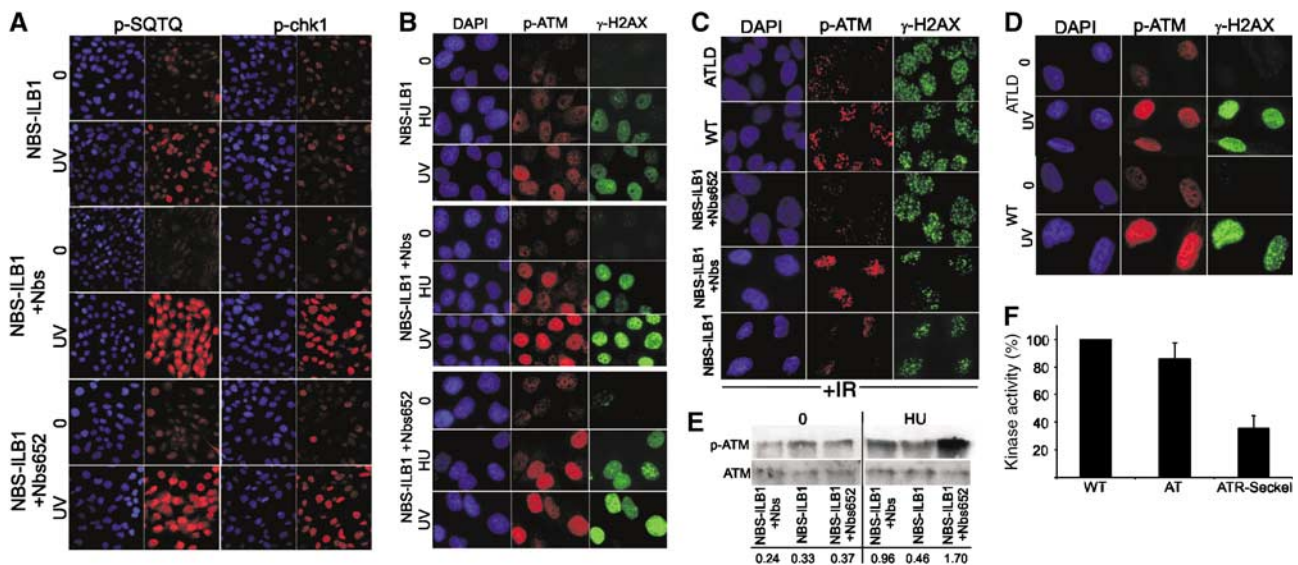 A
p-SQTQ
p-chk1
NBS-ILB1
0
UV
NBS-ILB1
+Nbs
0
UV
NBS-ILB1
+Nbs652
0
UV
B
DAPI
p-ATM
γ-H2AX
NBS-ILB1
0
HU
UV
NBS-ILB1 +Nbs
0
HU
UV
NBS-ILB1 +Nbs652
0
HU
UV
C
DAPI
p-ATM
γ-H2AX
ATLD
WT
NBS-ILB1
+Nbs652
NBS-ILB1
+Nbs
NBS-ILB1
+IR
D
DAPI
p-ATM
γ-H2AX
ATLD
0
UV
WT
0
UV
E
0
HU
p-ATM
ATM
NBS-ILB1
+Nbs
NBS-ILB1
NBS-ILB1
+Nbs652
NBS-ILB1
+Nbs
NBS-ILB1
NBS-ILB1
+Nbs652
0.24 0.33 0.37 0.96 0.46 1.70
F
Kinase activity (%)
100
80
60
40
20
WT AT ATR-Seckel